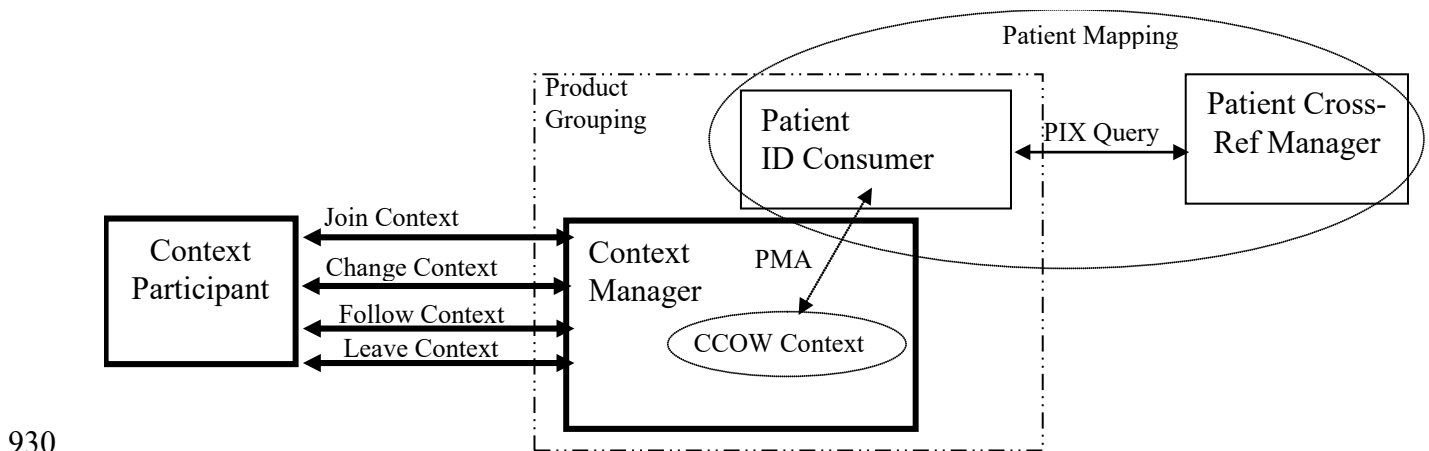 Patient Mapping
Product
Grouping
Patient
ID Consumer
PIX Query
Patient Cross-
Ref Manager
Join Context
Context
Participant
Change Context
Follow Context
Leave Context
Context
Manager
PMA
CCOW Context
930